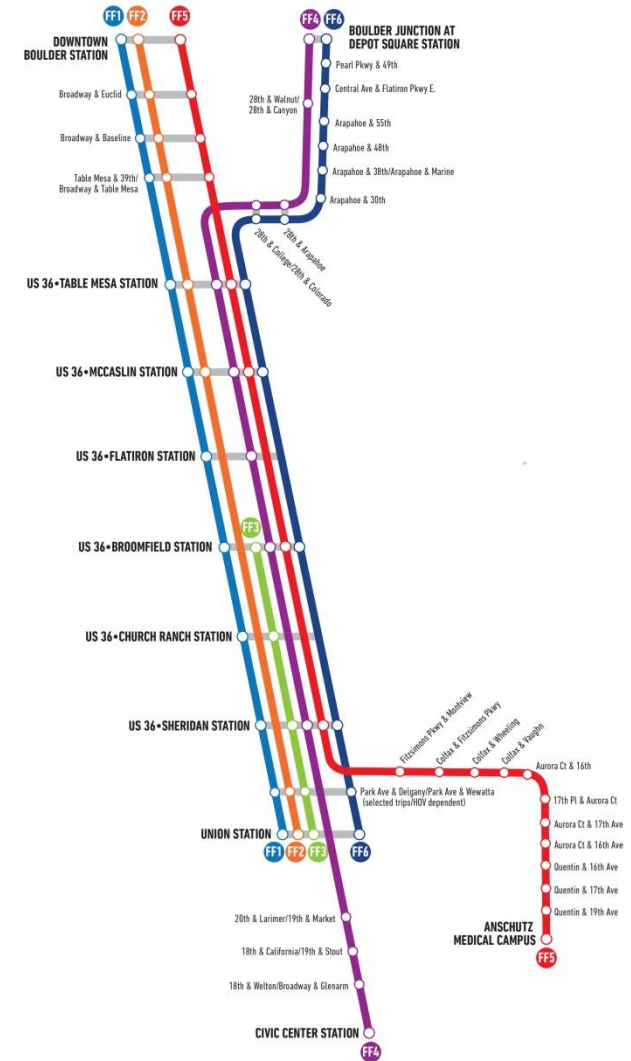 FF1
FF2
FF5
FF4
FF6
DOWNTOWN
BOULDER STATION
BOULDER JUNCTION AT
DEPOT SQUARE STATION
Pearl Pkwy & 49th
Central Ave & Flatiron Pkwy E.
Broadway & Euclid
28th & Walnut/
28th & Canyon
Arapahoe & 55th
Broadway & Baseline
Arapahoe & 48th
Arapahoe & 38th/Arapahoe & Marine
Table Mesa & 39th/
Broadway & Table Mesa
Arapahoe & 30th
28th & College/28th & Colorado
28th & Arapahoe
US 36•TABLE MESA STATION
US 36•MCCASLIN STATION
US 36•FLATIRON STATION
FF3
US 36•BROOMFIELD STATION
US 36•CHURCH RANCH STATION
US 36•SHERIDAN STATION
Fitzsimons Pkwy & Montview
Colfax & Fitzsimons Pkwy
Colfax & Wheeling
Colfax & Vaughn
Aurora Ct & 16th
Park Ave & Delgany/Park Ave & Wewatta
(selected trips/HOV dependent)
17th Pl & Aurora Ct
Aurora Ct & 17th Ave
UNION STATION
Aurora Ct & 16th Ave
FF1
FF2
FF3
FF6
Quentin & 16th Ave
Quentin & 17th Ave
Quentin & 19th Ave
20th & Larimer/19th & Market
ANSCHUTZ
MEDICAL CAMPUS
FF5
18th & California/19th & Stout
18th & Welton/Broadway & Glenarm
CIVIC CENTER STATION
FF4